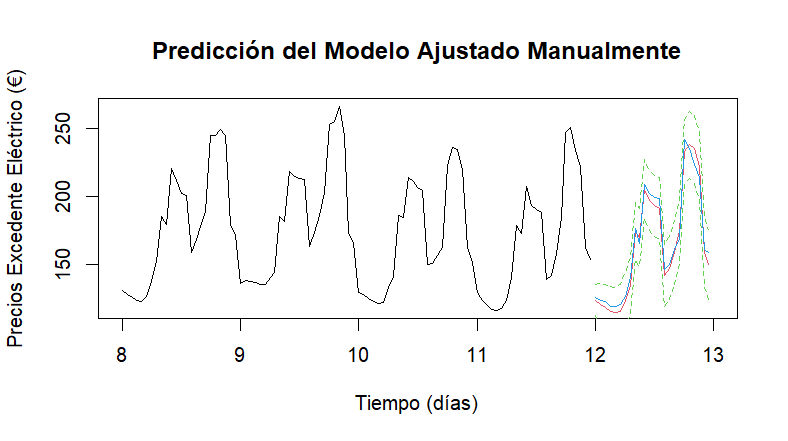 Predicción del Modelo Ajustado Manualmente
Precios Excedente Eléctrico (€)
250
200
150
8 9 10 11 12 13
Tiempo (días)